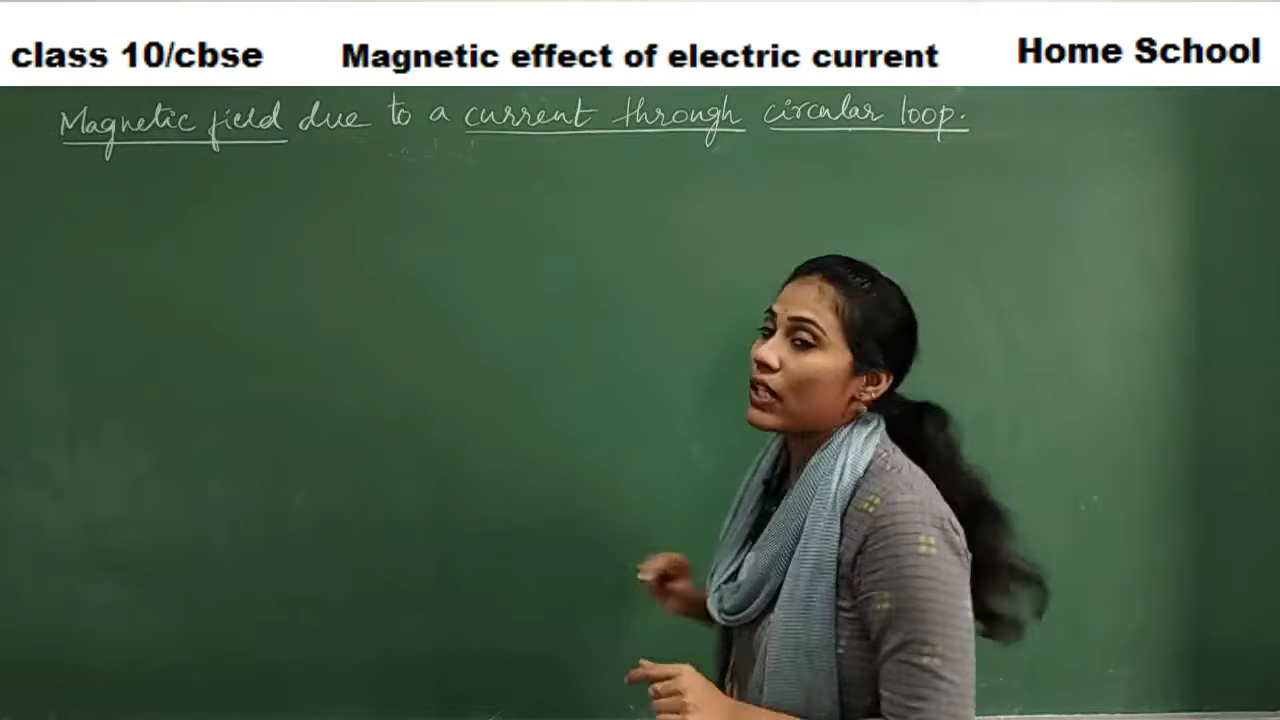 class 10/cbse Magnetic effect of electric current Home School
Magnetic field due to a current through circular loop.